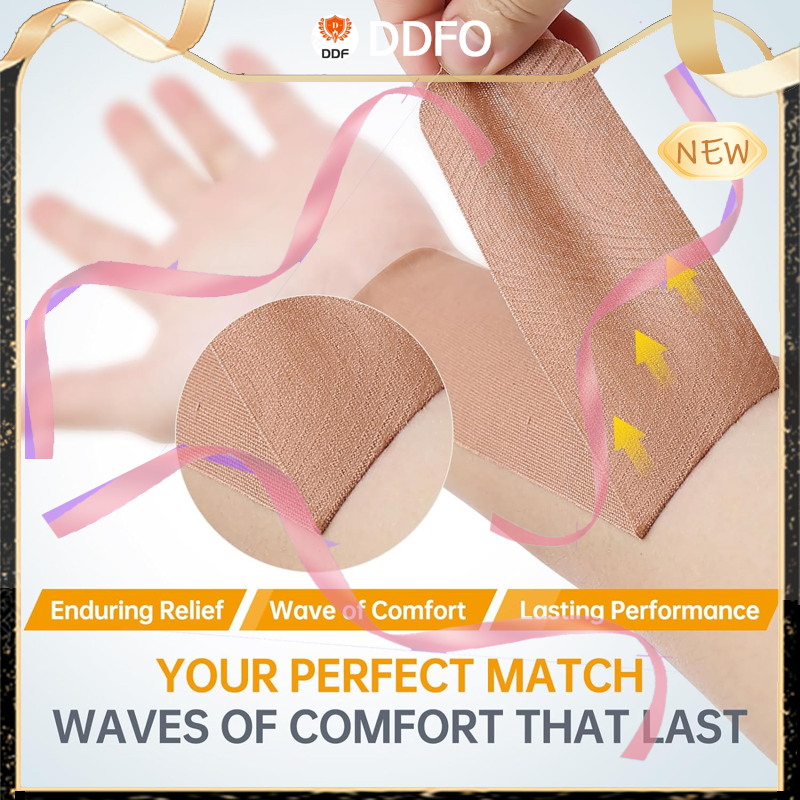 DDF
DDFO
NEW
Enduring Relief
Wave of Comfort
Lasting Performance
YOUR PERFECT MATCH
WAVES OF COMFORT THAT LAST